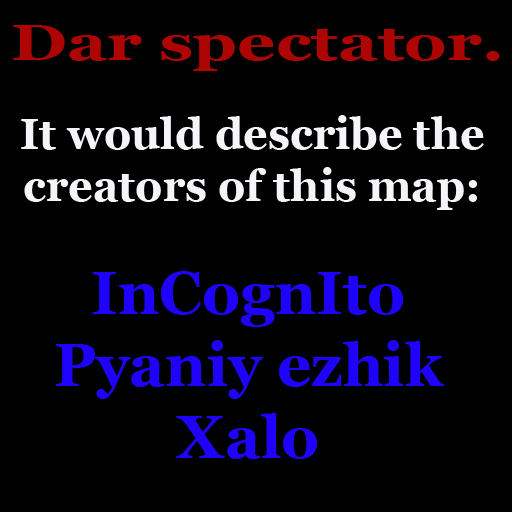 Dar spectator.
It would describe the
creators of this map:
InCognIto
Pyaniy ezhik
Xalo